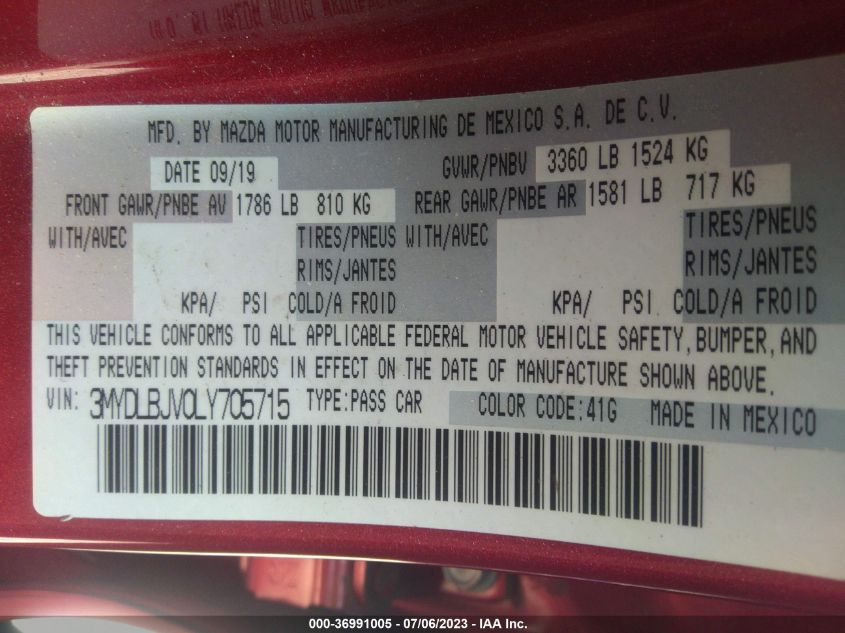 MFD. BY MAZDA MOTOR MANUFACTURING DE MEXICO S.A. DE C.V.
DATE 09/19 GVWR/PNBV 3360 LB 1524 KG
FRONT GAWR/PNBE AV 1786 LB 810 KG REAR GAWR/PNBE AR 1581 LB 717 KG
WITH/AVEC TIRES/PNEUS WITH/AVEC TIRES/PNEUS
RIMS/JANTES RIMS/JANTES
KPA/ PSI COLD/A FROID KPA/ PSI COLD/A FROID
THIS VEHICLE CONFORMS TO ALL APPLICABLE FEDERAL MOTOR VEHICLE SAFETY, BUMPER, AND
THEFT PREVENTION STANDARDS IN EFFECT ON THE DATE OF MANUFACTURE SHOWN ABOVE.
VIN: 3MYDLBJV0LY705715 TYPE:PASS CAR COLOR CODE:41G MADE IN MEXICO
000-36991005 - 07/06/2023 - IAA Inc.